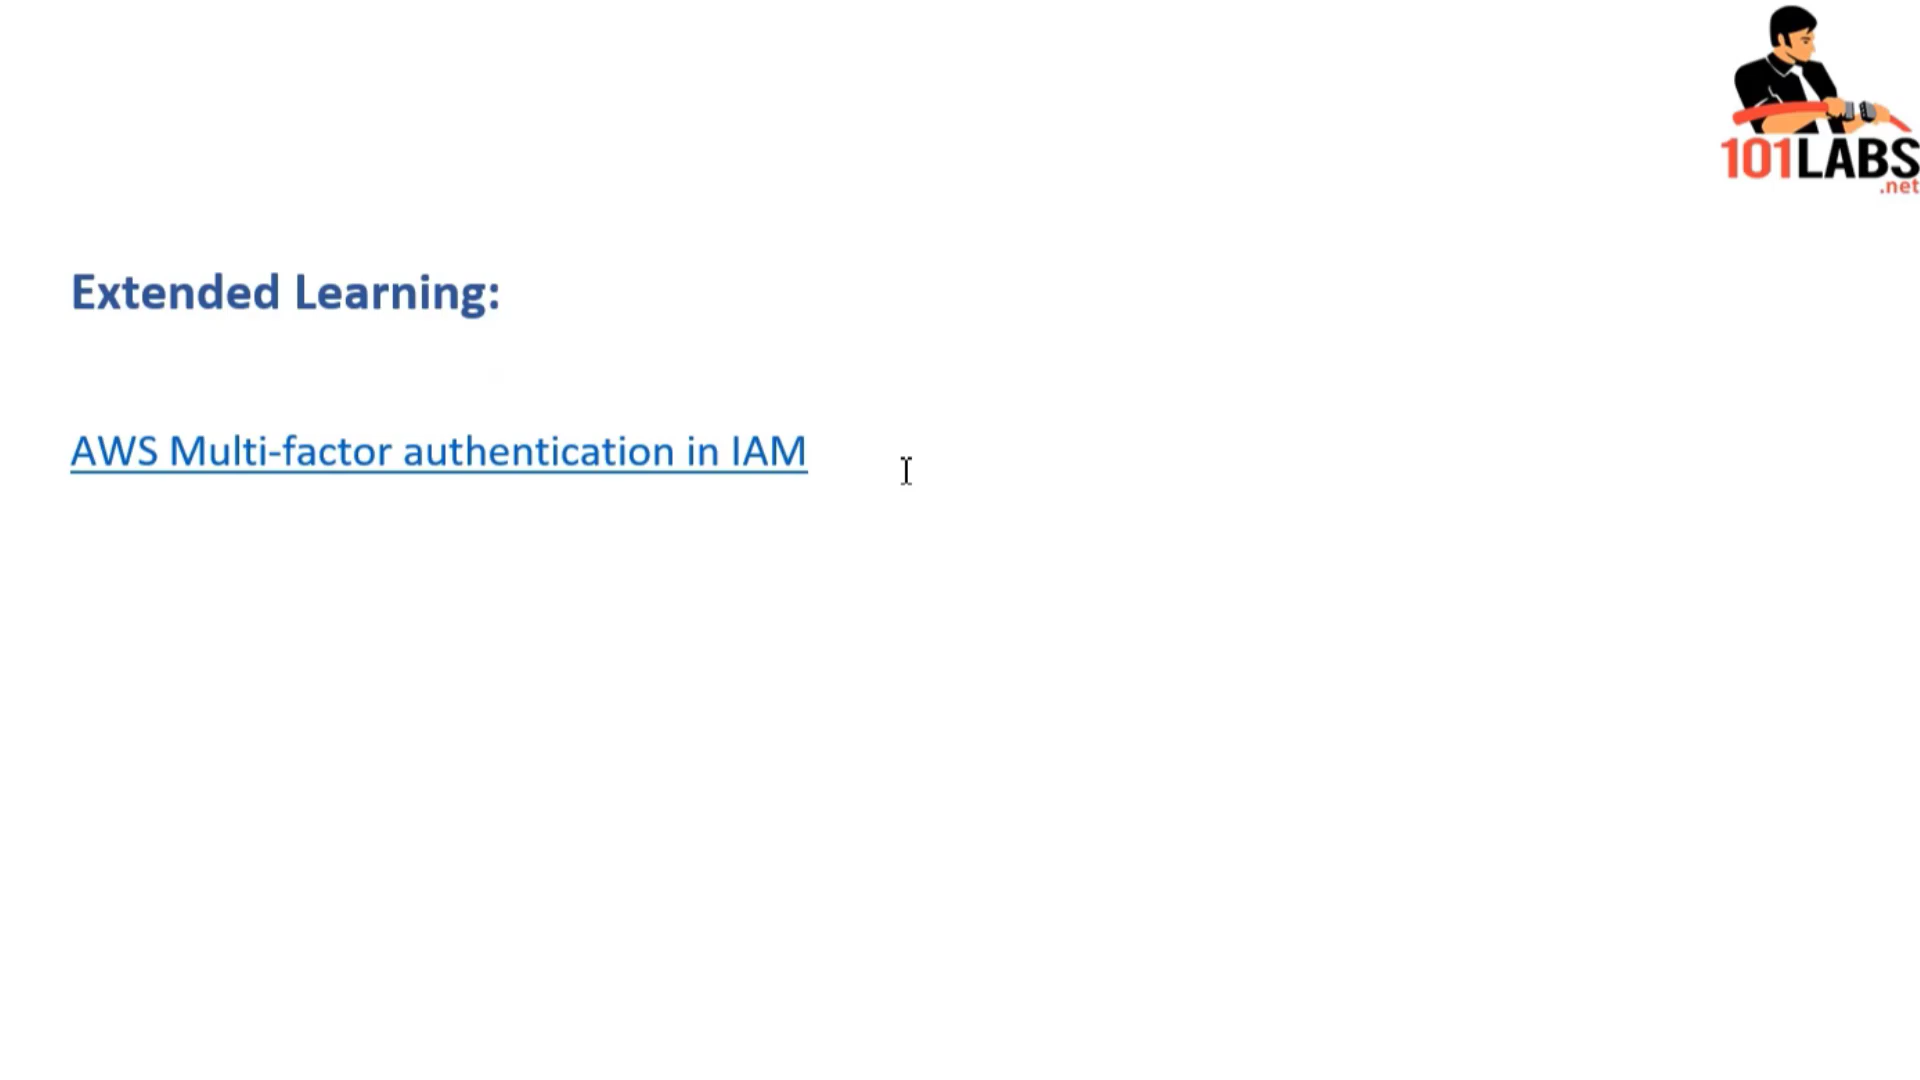 101LABS
.net
Extended Learning:
AWS Multi-factor authentication in IAM